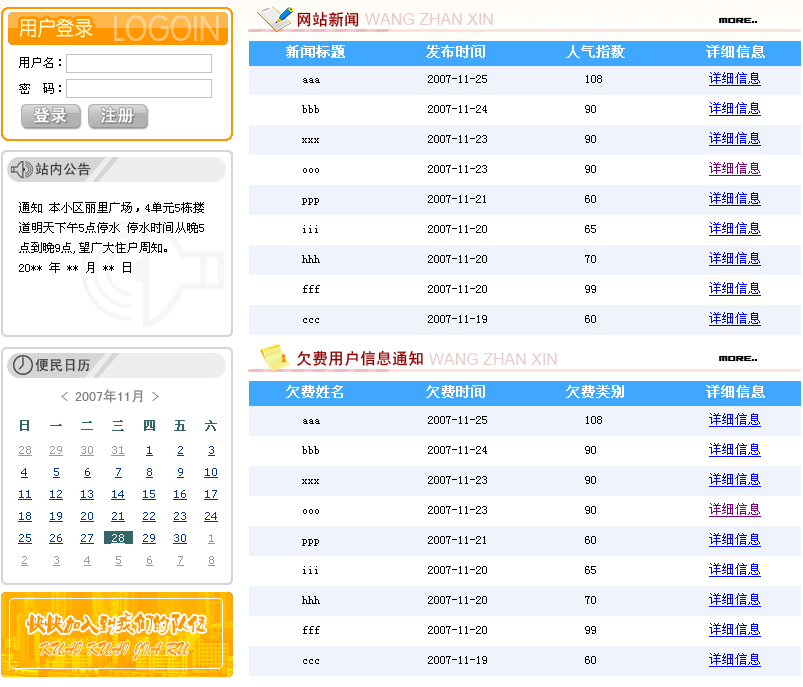 用户登录 LOGOIN
用户名：
密 码：
登录 注册
站内公告
通知 本小区丽里广场，4单元5栋搂
道明天下午5点停水 停水时间从晚5
点到晚9点,望广大住户周知。
20** 年 ** 月 ** 日
便民日历
< 2007年11月 >
日 一 二 三 四 五 六
28 29 30 31 1 2 3
4 5 6 7 8 9 10
11 12 13 14 15 16 17
18 19 20 21 22 23 24
25 26 27 28 29 30 1
2 3 4 5 6 7 8
快快加入到我们的队伍
KUAI KUAI JIA RU
网站新闻 WANG ZHAN XIN MORE..
新闻标题 发布时间 人气指数 详细信息
aaa 2007-11-25 108 详细信息
bbb 2007-11-24 90 详细信息
xxx 2007-11-23 90 详细信息
ooo 2007-11-23 90 详细信息
ppp 2007-11-21 60 详细信息
iii 2007-11-20 65 详细信息
hhh 2007-11-20 70 详细信息
fff 2007-11-20 99 详细信息
ccc 2007-11-19 60 详细信息
欠费用户信息通知 WANG ZHAN XIN MORE..
欠费姓名 欠费时间 欠费类别 详细信息
aaa 2007-11-25 108 详细信息
bbb 2007-11-24 90 详细信息
xxx 2007-11-23 90 详细信息
ooo 2007-11-23 90 详细信息
ppp 2007-11-21 60 详细信息
iii 2007-11-20 65 详细信息
hhh 2007-11-20 70 详细信息
fff 2007-11-20 99 详细信息
ccc 2007-11-19 60 详细信息